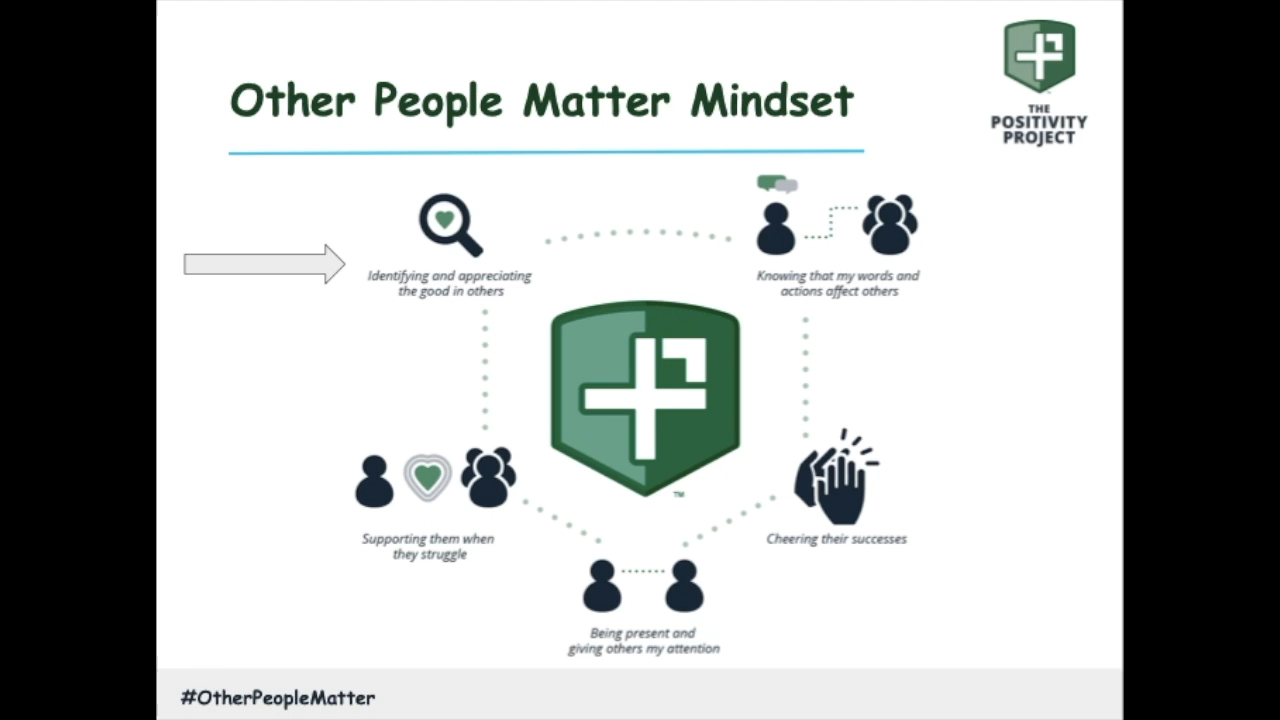 Other People Matter Mindset
THE
POSITIVITY
PROJECT
Identifying and appreciating
the good in others
Knowing that my words and
actions affect others
Supporting them when
they struggle
Cheering their successes
Being present and
giving others my attention
TM
#OtherPeopleMatter